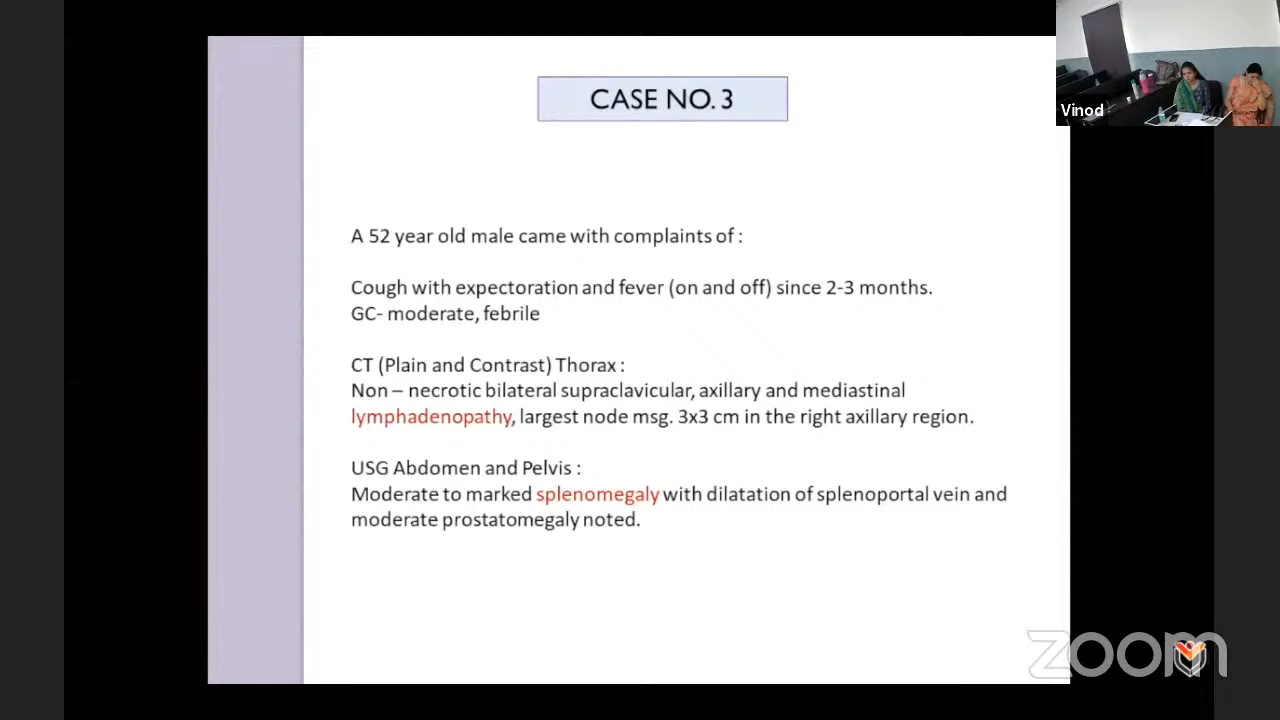 CASE NO. 3
Vinod
A 52 year old male came with complaints of :
Cough with expectoration and fever (on and off) since 2-3 months.
GC- moderate, febrile
CT (Plain and Contrast) Thorax :
Non – necrotic bilateral supraclavicular, axillary and mediastinal
lymphadenopathy, largest node msg. 3x3 cm in the right axillary region.
USG Abdomen and Pelvis :
Moderate to marked splenomegaly with dilatation of splenoportal vein and
moderate prostatomegaly noted.
zoom